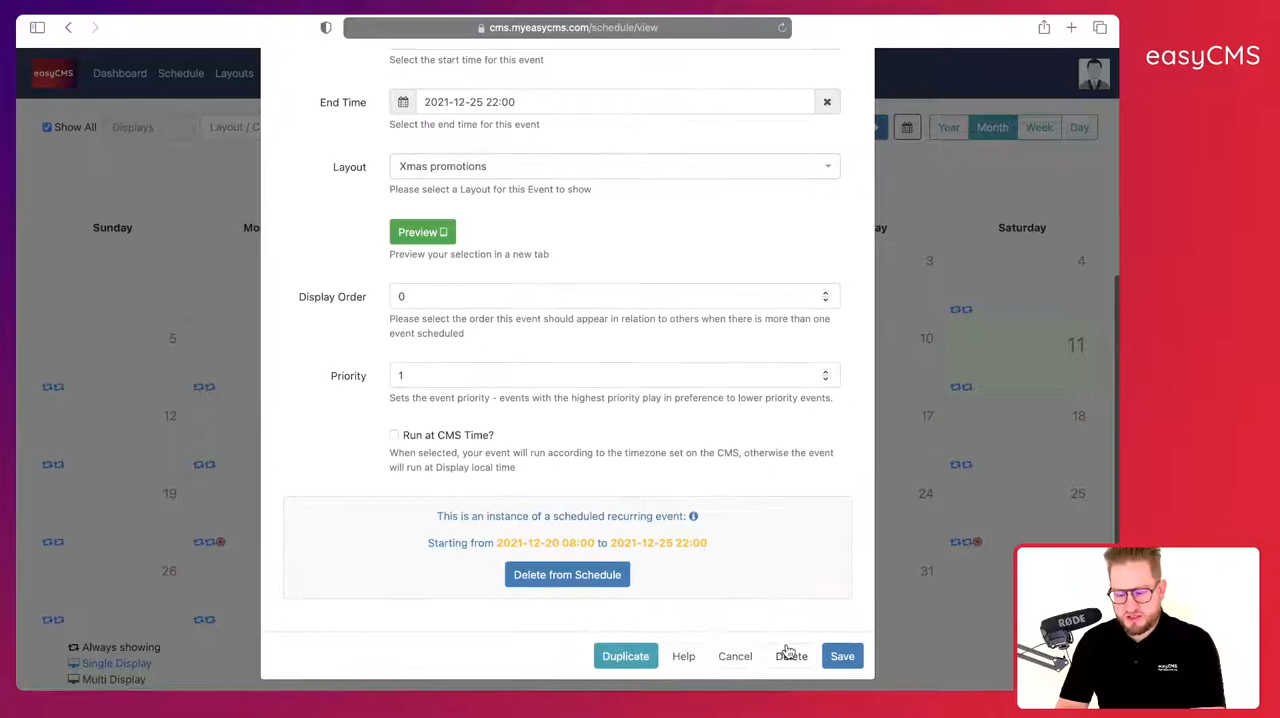 cms.myeasycms.com/schedule/view
easyCMS
easyCMS
Dashboard
Schedule
Layouts
Select the start time for this event
End Time
2021-12-25 22:00
Select the end time for this event
Show All
Displays
Layout / C
Year
Month
Week
Day
Layout
Xmas promotions
Please select a Layout for this Event to show
Sunday
Mo
ay
Saturday
Preview
Preview your selection in a new tab
3
4
Display Order
0
Please select the order this event should appear in relation to others when there is more than one
event scheduled
5
10
11
Priority
1
Sets the event priority - events with the highest priority play in preference to lower priority events.
12
17
18
Run at CMS Time?
When selected, your event will run according to the timezone set on the CMS, otherwise the event
will run at Display local time
19
24
25
This is an instance of a scheduled recurring event:
Starting from 2021-12-20 08:00 to 2021-12-25 22:00
Delete from Schedule
26
31
Always showing
Single Display
Multi Display
Duplicate
Help
Cancel
Delete
Save
RØDE
easyCMS